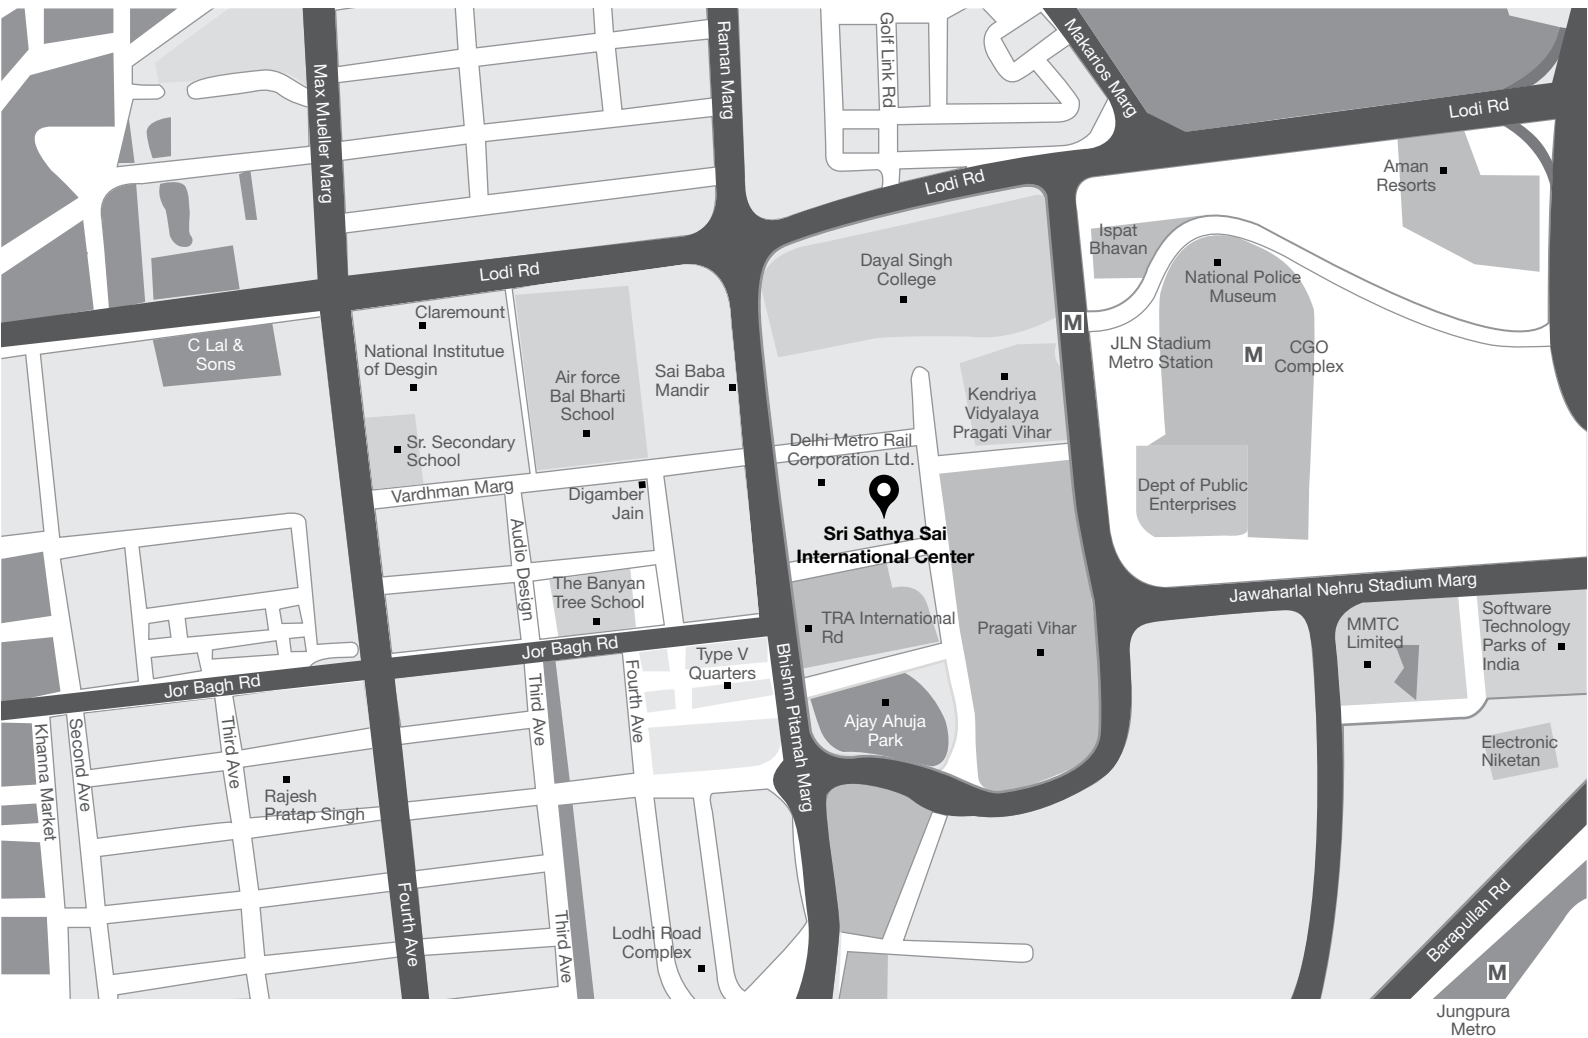 Max Mueller Marg
Raman Marg
Golf Link Rd
Makarios Marg
Lodi Rd
Aman
Resorts
Lodi Rd
Ispat
Bhavan
National Police
Museum
Dayal Singh
College
Lodi Rd
Claremount
M
JLN Stadium
Metro Station
M
CGO
Complex
C Lal &
Sons
National Institutue
of Desgin
Air force
Bal Bharti
School
Sai Baba
Mandir
Kendriya
Vidyalaya
Pragati Vihar
Sr. Secondary
School
Delhi Metro Rail
Corporation Ltd.
Vardhman Marg
Digamber
Jain
Dept of Public
Enterprises
Audio Design
Sri Sathya Sai
International Center
The Banyan
Tree School
Jawaharlal Nehru Stadium Marg
TRA International
Rd
Pragati Vihar
MMTC
Limited
Software
Technology
Parks of
India
Jor Bagh Rd
Jor Bagh Rd
Type V
Quarters
Bhishm Pitamah Marg
Third Ave
Fourth Ave
Ajay Ahuja
Park
Khanna Market
Second Ave
Third Ave
Electronic
Niketan
Rajesh
Pratap Singh
Fourth Ave
Third Ave
Lodhi Road
Complex
Barapullah Rd
M
Jungpura
Metro